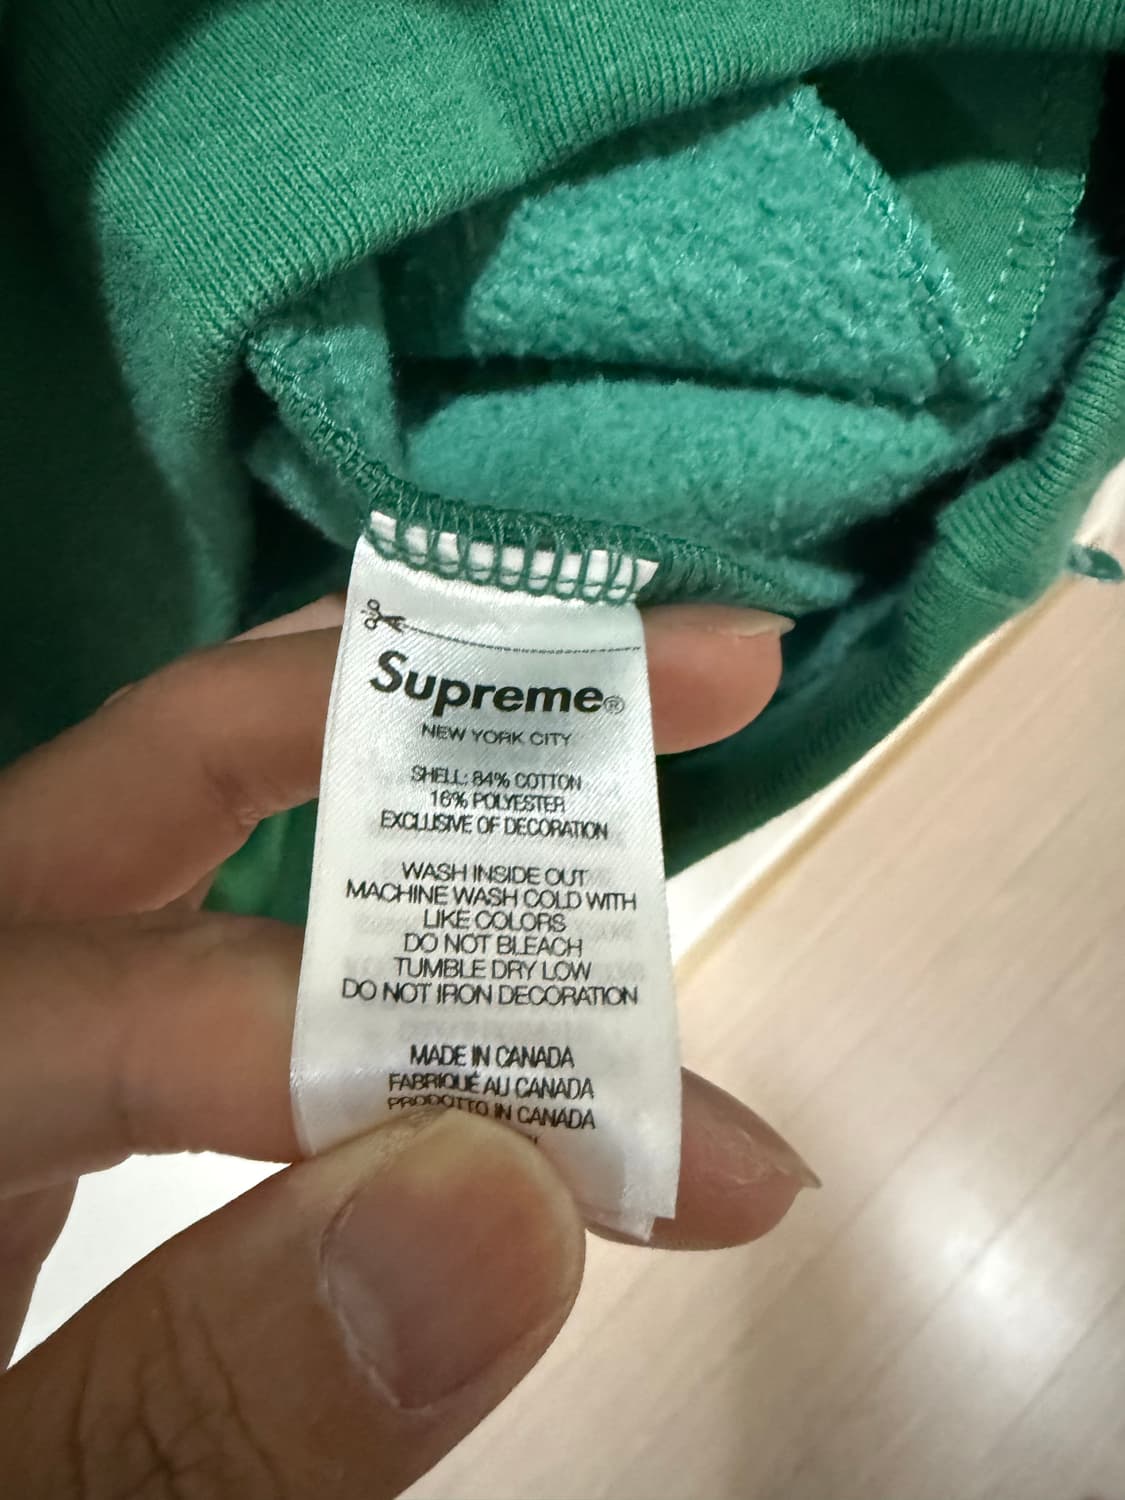 Supreme®
NEW YORK CITY
SHELL: 84% COTTON
16% POLYESTER
EXCLUSIVE OF DECORATION
WASH INSIDE OUT
MACHINE WASH COLD WITH
LIKE COLORS
DO NOT BLEACH
TUMBLE DRY LOW
DO NOT IRON DECORATION
MADE IN CANADA
FABRIQUÉ AU CANADA
PRODOTTO IN CANADA